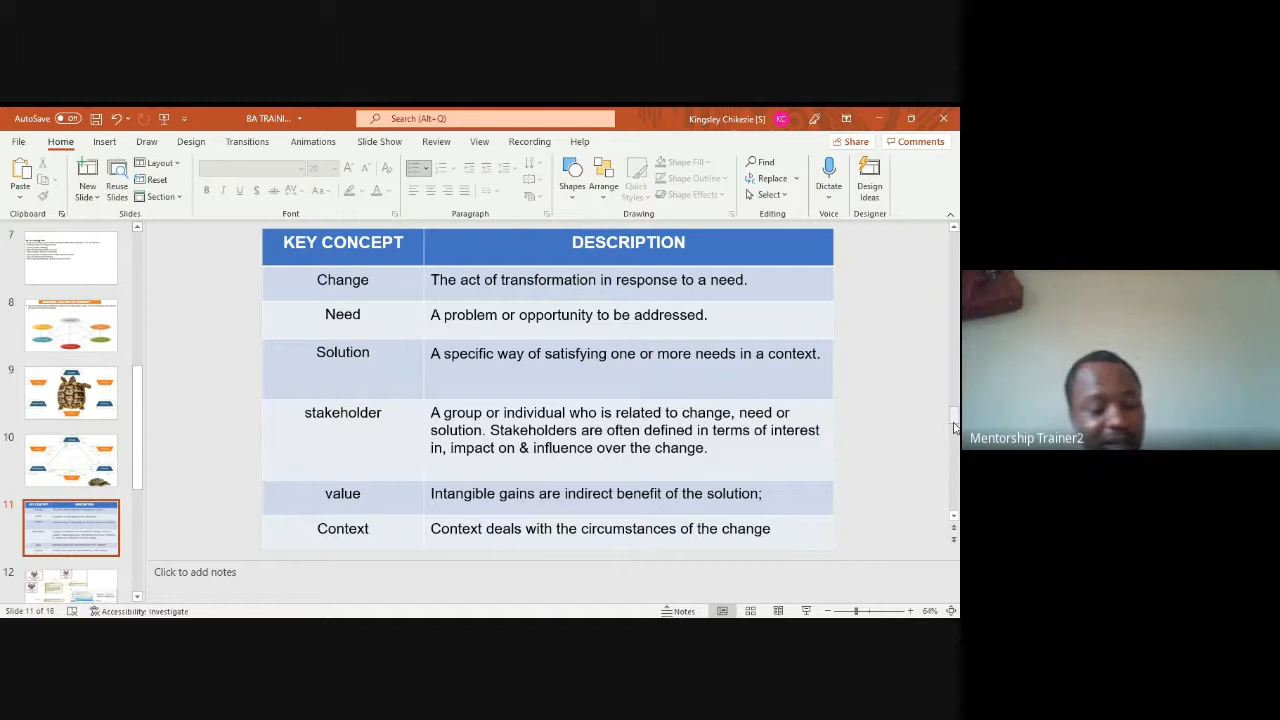 AutoSave Off BA TRAINI... Search (Alt+Q) Kingsley Chikezie [S] KC
File Home Insert Draw Design Transitions Animations Slide Show Review View Recording Help Share Comments
Paste
New
Slide
Reuse
Slides
Layout
Reset
Section
20
Shapes
Arrange
Quick
Styles
Shape Fill
Shape Outline
Shape Effects
Find
Replace
Select
Dictate
Design
Ideas
Clipboard Slides Font Paragraph Drawing Editing Voice Designer
7
8
9
10
11
12
KEY CONCEPT DESCRIPTION
Change The act of transformation in response to a need.
Need A problem or opportunity to be addressed.
Solution A specific way of satisfying one or more needs in a context.
stakeholder A group or individual who is related to change, need or
solution. Stakeholders are often defined in terms of interest
in, impact on & influence over the change.
value Intangible gains are indirect benefit of the solution;
Context Context deals with the circumstances of the change
Click to add notes
Slide 11 of 16 Accessibility: Investigate Notes 64%
Mentorship Trainer2